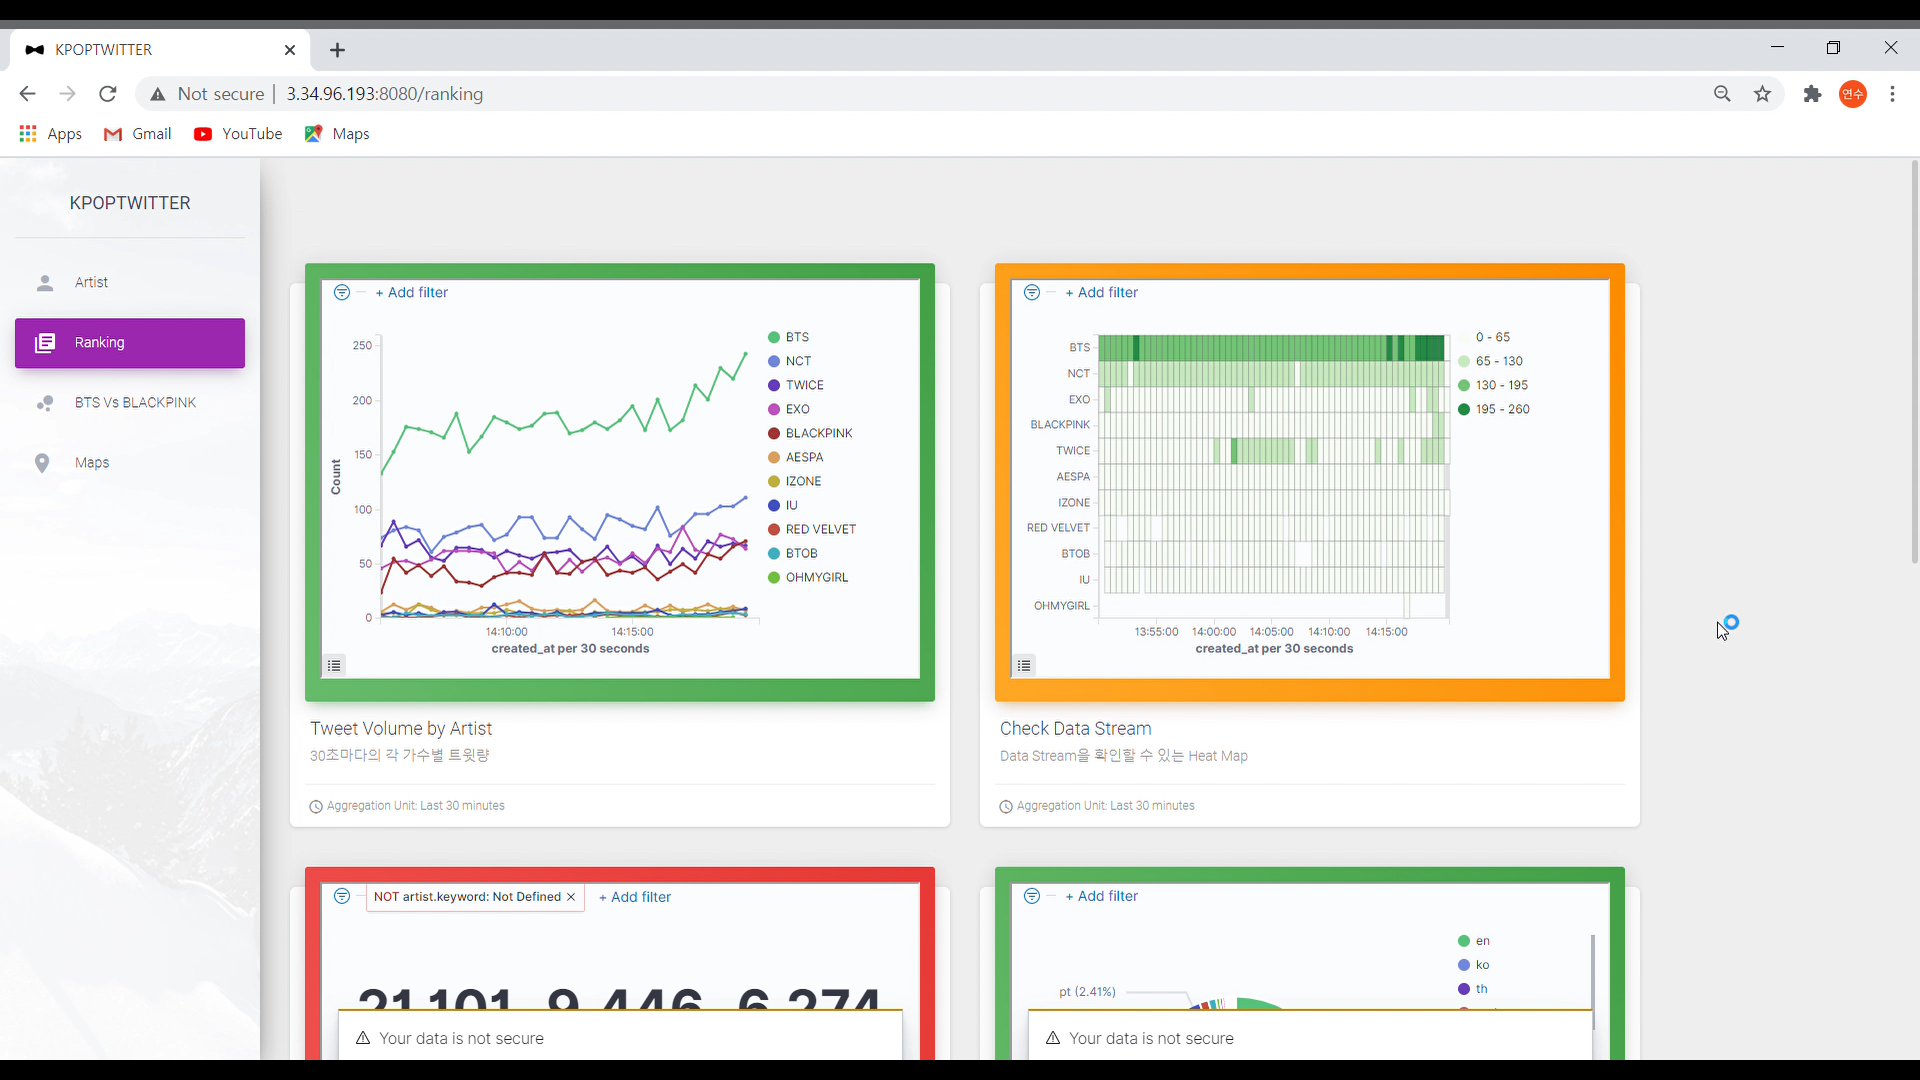 KPOPTWITTER
Not secure | 3.34.96.193:8080/ranking
연수
Apps Gmail YouTube Maps
KPOPTWITTER
Artist
Ranking
BTS Vs BLACKPINK
Maps
+ Add filter
250
200
150
100
50
0
Count
14:10:00 14:15:00
created_at per 30 seconds
BTS
NCT
TWICE
EXO
BLACKPINK
AESPA
IZONE
IU
RED VELVET
BTOB
OHMYGIRL
Tweet Volume by Artist
30초마다의 각 가수별 트윗량
Aggregation Unit: Last 30 minutes
+ Add filter
BTS
NCT
EXO
BLACKPINK
TWICE
AESPA
IZONE
RED VELVET
BTOB
IU
OHMYGIRL
13:55:00 14:00:00 14:05:00 14:10:00 14:15:00
created_at per 30 seconds
0 - 65
65 - 130
130 - 195
195 - 260
Check Data Stream
Data Stream을 확인할 수 있는 Heat Map
Aggregation Unit: Last 30 minutes
NOT artist.keyword: Not Defined × + Add filter
21,101 9,446 6,274
Your data is not secure
+ Add filter
en
ko
th
pt (2.41%)
Your data is not secure